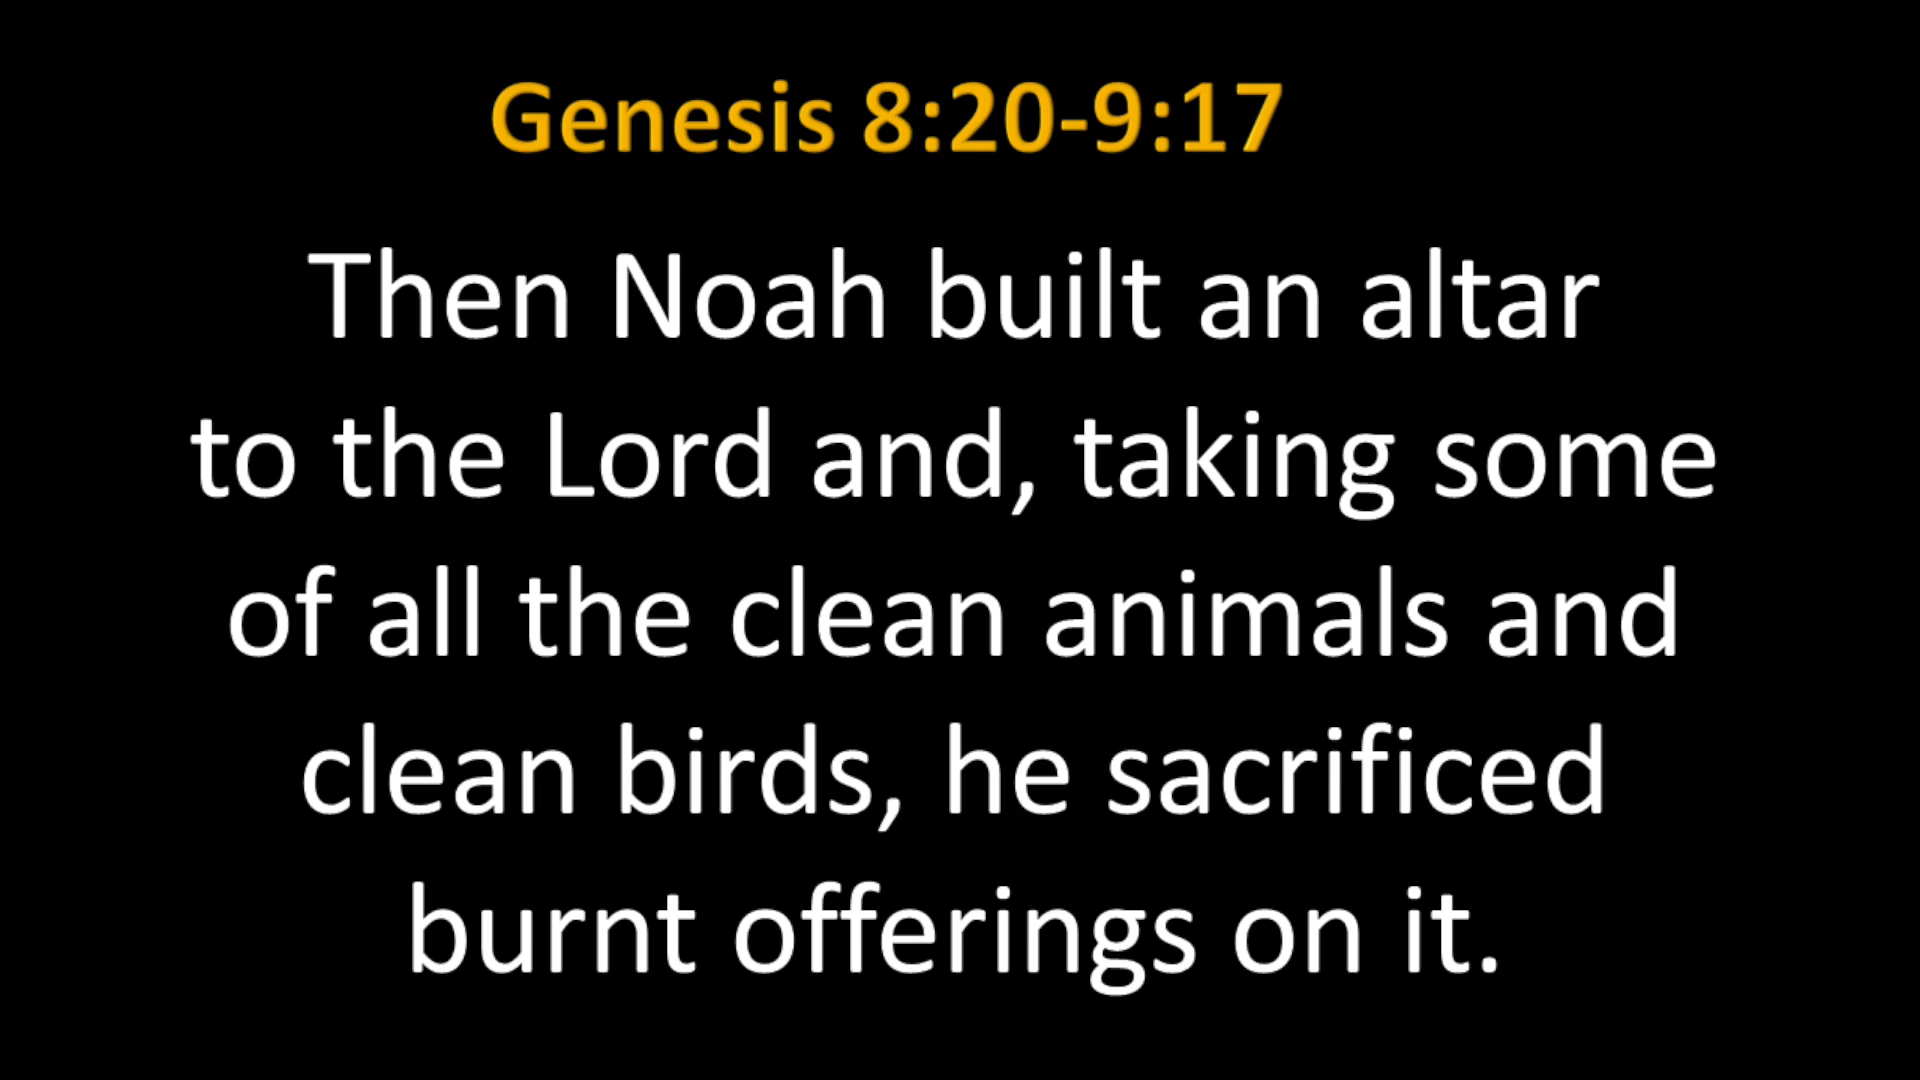 Genesis 8:20-9:17
Then Noah built an altar
to the Lord and, taking some
of all the clean animals and
clean birds, he sacrificed
burnt offerings on it.